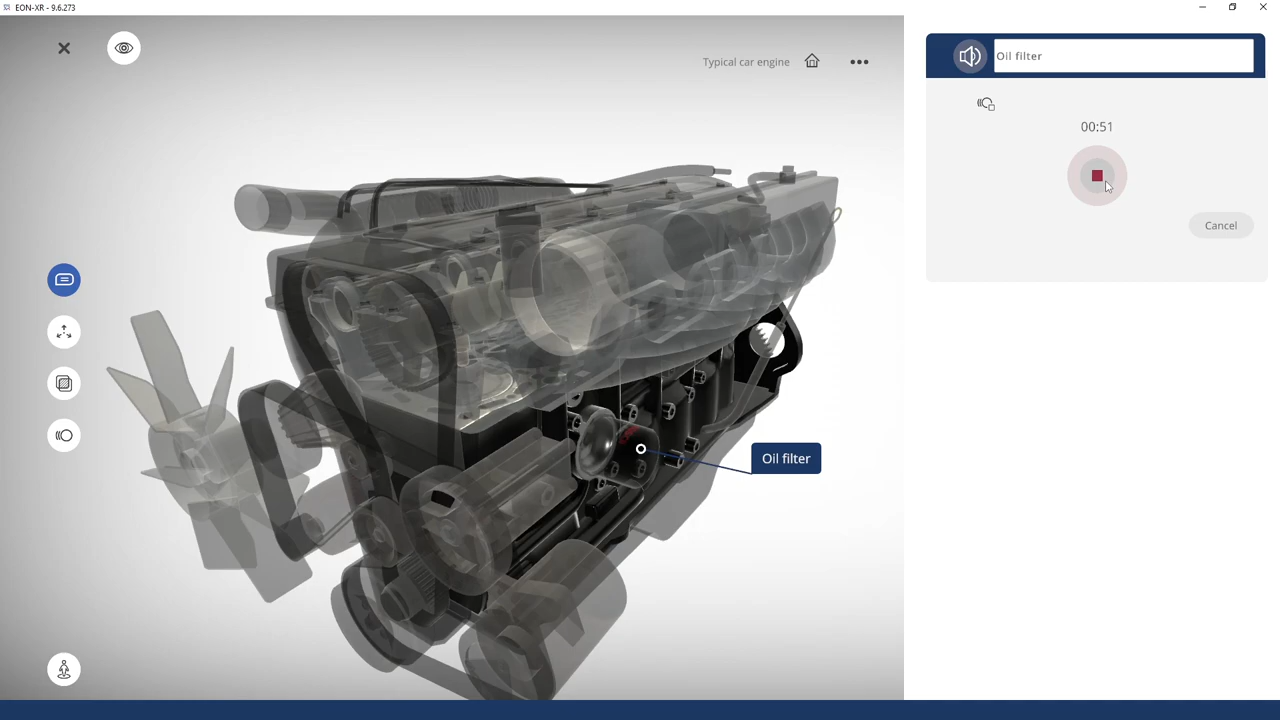 EON-XR - 9.6.273
Typical car engine
Oil filter
00:51
Cancel
Oil filter